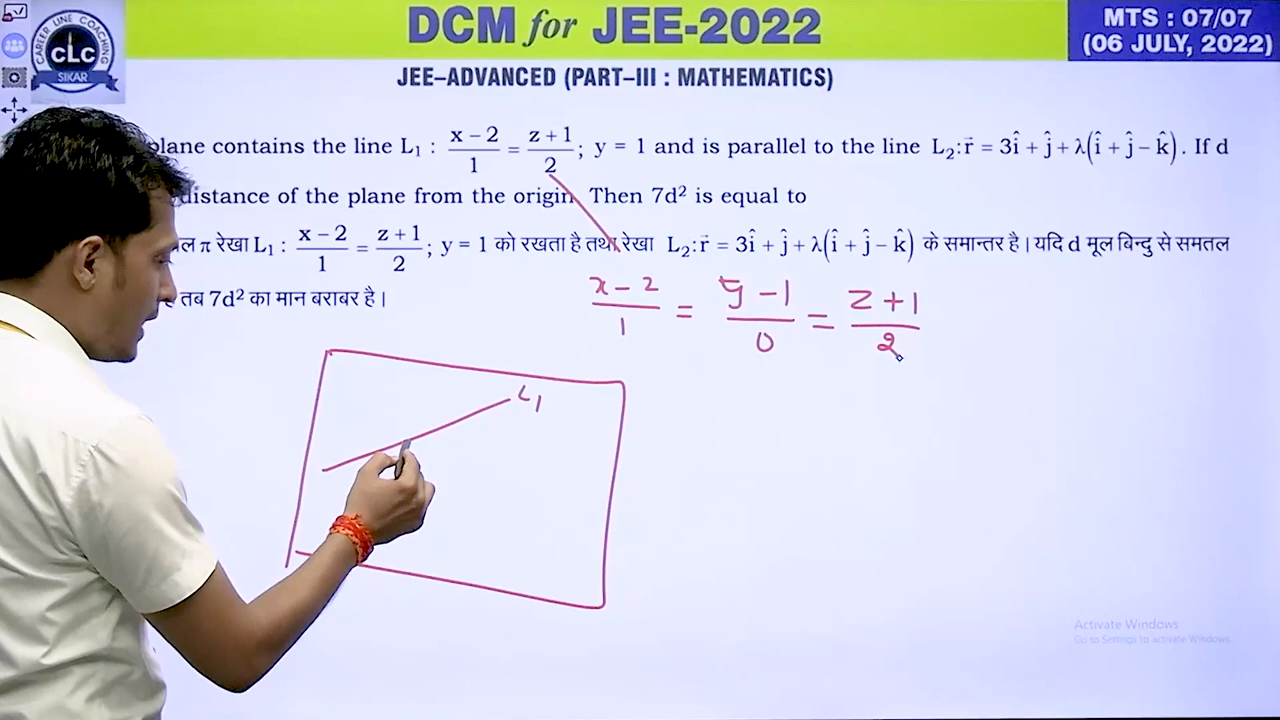 DCM for JEE-2022
MTS : 07/07
(06 JULY, 2022)
CAREER LINE COACHING
CLC
SIKAR
JEE–ADVANCED (PART–III : MATHEMATICS)
plane contains the line L₁ : (x – 2)/1 = (z + 1)/2 ; y = 1 and is parallel to the line L₂:r⃗ = 3î + ĵ + λ(î + ĵ – k̂). If d
distance of the plane from the origin. Then 7d² is equal to
π रेखा L₁ : (x – 2)/1 = (z + 1)/2 ; y = 1 को रखता है तथा रेखा L₂:r⃗ = 3î + ĵ + λ(î + ĵ – k̂) के समान्तर है। यदि d मूल बिन्दु से समतल
तब 7d² का मान बराबर है।
(x – 2)/1 = (y – 1)/0 = (z + 1)/2
L₁
Activate Windows
Go to Settings to activate Windows.